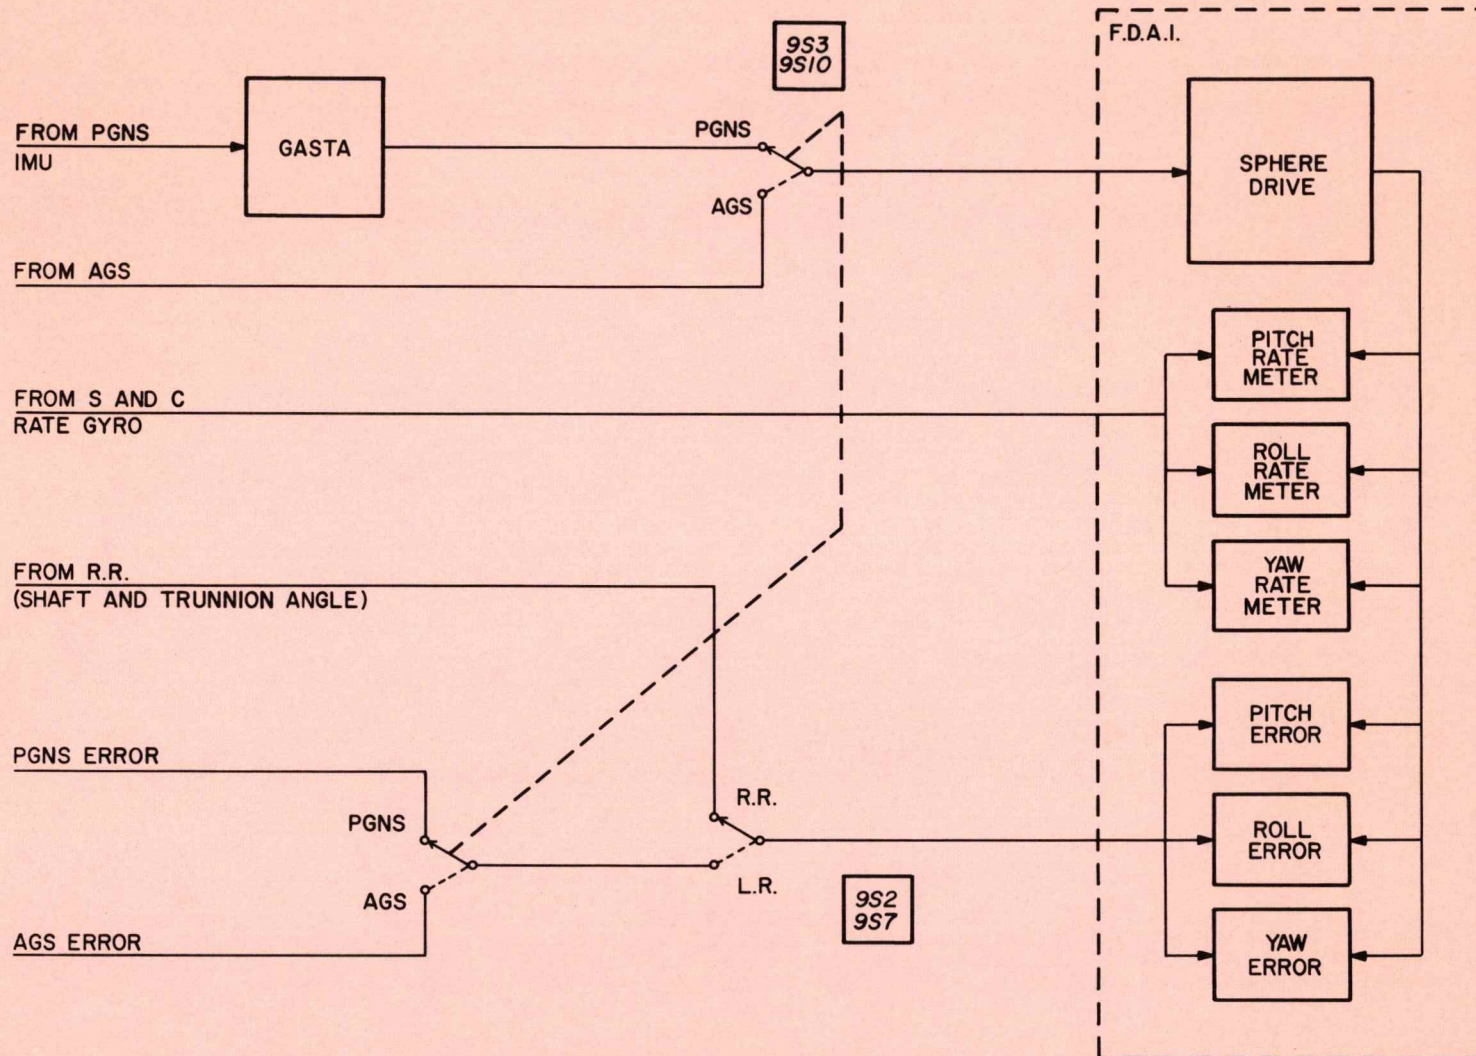 9S3
9S10
F.D.A.I.
FROM PGNS
IMU
GASTA
PGNS
AGS
SPHERE
DRIVE
FROM AGS
PITCH
RATE
METER
FROM S AND C
RATE GYRO
ROLL
RATE
METER
FROM R.R.
(SHAFT AND TRUNNION ANGLE)
YAW
RATE
METER
PITCH
ERROR
PGNS ERROR
PGNS
AGS
R.R.
L.R.
ROLL
ERROR
9S2
9S7
AGS ERROR
YAW
ERROR